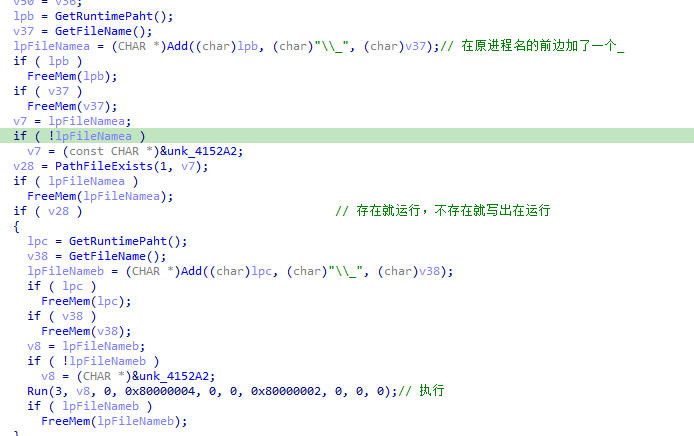 v50 = v36;
lpb = GetRuntimePaht();
v37 = GetFileName();
lpFileNamea = (CHAR *)Add((char)lpb, (char)"\\_", (char)v37);// 在原进程名的前边加了一个_
if ( lpb )
FreeMem(lpb);
if ( v37 )
FreeMem(v37);
v7 = lpFileNamea;
if ( !lpFileNamea )
v7 = (const CHAR *)&unk_4152A2;
v28 = PathFileExists(1, v7);
if ( lpFileNamea )
FreeMem(lpFileNamea);
if ( v28 ) // 存在就运行，不存在就写出在运行
{
lpc = GetRuntimePaht();
v38 = GetFileName();
lpFileNameb = (CHAR *)Add((char)lpc, (char)"\\_", (char)v38);
if ( lpc )
FreeMem(lpc);
if ( v38 )
FreeMem(v38);
v8 = lpFileNameb;
if ( !lpFileNameb )
v8 = (CHAR *)&unk_4152A2;
Run(3, v8, 0, 0x80000004, 0, 0, 0x80000002, 0, 0, 0);// 执行
if ( lpFileNameb )
FreeMem(lpFileNameb);
}